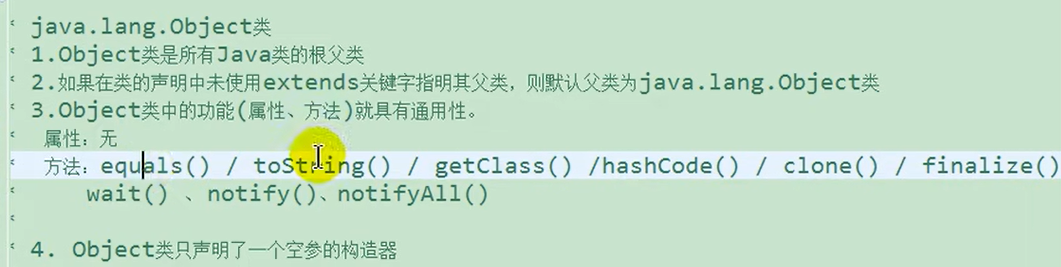 java.lang.Object类
1.Object类是所有Java类的根父类
2.如果在类的声明中未使用extends关键字指明其父类，则默认父类为java.lang.Object类
3.Object类中的功能(属性、方法)就具有通用性。
属性：无
方法：equals() / toString() / getClass() /hashCode() / clone() / finalize()
wait() 、notify()、notifyAll()
4. Object类只声明了一个空参的构造器